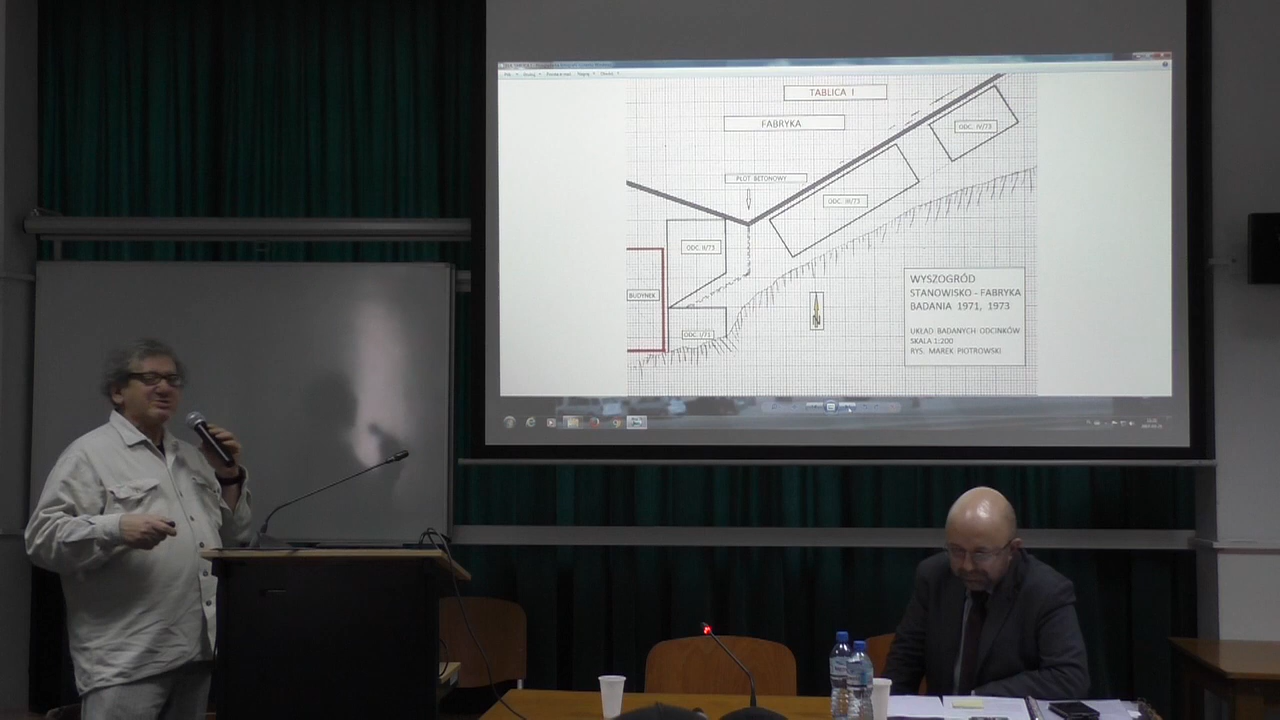 TABLICA I
FABRYKA
ODC. IV/73
PŁOT BETONOWY
ODC. III/73
ODC. II/73
BUDYNEK
ODC. I/71
N
WYSZOGRÓD
STANOWISKO - FABRYKA
BADANIA 1971, 1973
UKŁAD BADANYCH ODCINKÓW
SKALA 1:200
RYS. MAREK PIOTROWSKI